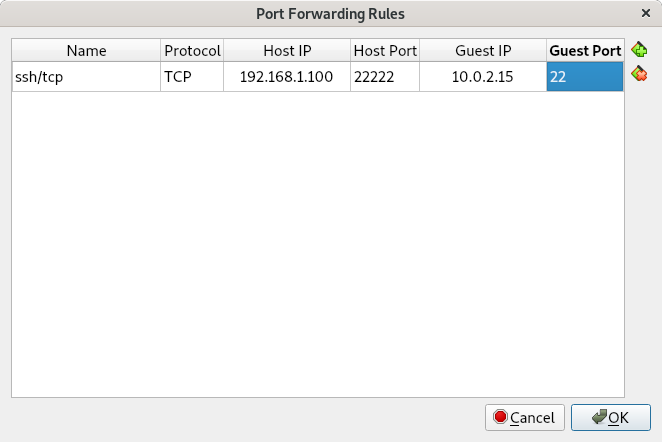 Port Forwarding Rules
Name Protocol Host IP Host Port Guest IP Guest Port
ssh/tcp TCP 192.168.1.100 22222 10.0.2.15 22
Cancel OK